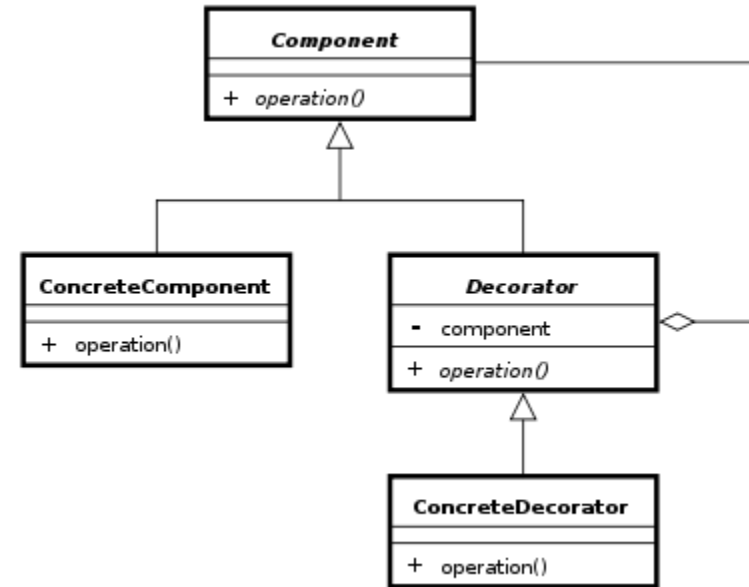 Component
+ operation()
ConcreteComponent
+ operation()
Decorator
- component
+ operation()
ConcreteDecorator
+ operation()